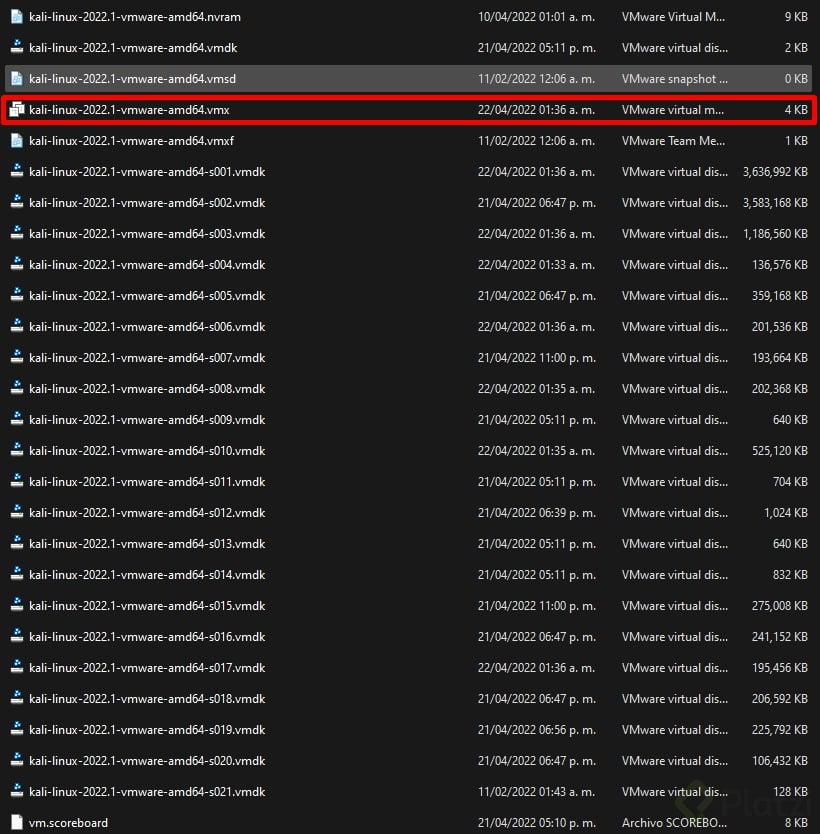 kali-linux-2022.1-vmware-amd64.nvram 10/04/2022 01:01 a. m. VMware Virtual M... 9 KB
kali-linux-2022.1-vmware-amd64.vmdk 21/04/2022 05:11 p. m. VMware virtual dis... 2 KB
kali-linux-2022.1-vmware-amd64.vmsd 11/02/2022 12:06 a. m. VMware snapshot ... 0 KB
kali-linux-2022.1-vmware-amd64.vmx 22/04/2022 01:36 a. m. VMware virtual m... 4 KB
kali-linux-2022.1-vmware-amd64.vmxf 11/02/2022 12:06 a. m. VMware Team Me... 1 KB
kali-linux-2022.1-vmware-amd64-s001.vmdk 22/04/2022 01:36 a. m. VMware virtual dis... 3,636,992 KB
kali-linux-2022.1-vmware-amd64-s002.vmdk 21/04/2022 06:47 p. m. VMware virtual dis... 3,583,168 KB
kali-linux-2022.1-vmware-amd64-s003.vmdk 22/04/2022 01:36 a. m. VMware virtual dis... 1,186,560 KB
kali-linux-2022.1-vmware-amd64-s004.vmdk 22/04/2022 01:33 a. m. VMware virtual dis... 136,576 KB
kali-linux-2022.1-vmware-amd64-s005.vmdk 21/04/2022 06:47 p. m. VMware virtual dis... 359,168 KB
kali-linux-2022.1-vmware-amd64-s006.vmdk 22/04/2022 01:36 a. m. VMware virtual dis... 201,536 KB
kali-linux-2022.1-vmware-amd64-s007.vmdk 21/04/2022 11:00 p. m. VMware virtual dis... 193,664 KB
kali-linux-2022.1-vmware-amd64-s008.vmdk 22/04/2022 01:35 a. m. VMware virtual dis... 202,368 KB
kali-linux-2022.1-vmware-amd64-s009.vmdk 21/04/2022 05:11 p. m. VMware virtual dis... 640 KB
kali-linux-2022.1-vmware-amd64-s010.vmdk 22/04/2022 01:35 a. m. VMware virtual dis... 525,120 KB
kali-linux-2022.1-vmware-amd64-s011.vmdk 21/04/2022 05:11 p. m. VMware virtual dis... 704 KB
kali-linux-2022.1-vmware-amd64-s012.vmdk 21/04/2022 06:39 p. m. VMware virtual dis... 1,024 KB
kali-linux-2022.1-vmware-amd64-s013.vmdk 21/04/2022 05:11 p. m. VMware virtual dis... 640 KB
kali-linux-2022.1-vmware-amd64-s014.vmdk 21/04/2022 05:11 p. m. VMware virtual dis... 832 KB
kali-linux-2022.1-vmware-amd64-s015.vmdk 21/04/2022 11:00 p. m. VMware virtual dis... 275,008 KB
kali-linux-2022.1-vmware-amd64-s016.vmdk 21/04/2022 06:47 p. m. VMware virtual dis... 241,152 KB
kali-linux-2022.1-vmware-amd64-s017.vmdk 22/04/2022 01:36 a. m. VMware virtual dis... 195,456 KB
kali-linux-2022.1-vmware-amd64-s018.vmdk 21/04/2022 06:47 p. m. VMware virtual dis... 206,592 KB
kali-linux-2022.1-vmware-amd64-s019.vmdk 21/04/2022 06:56 p. m. VMware virtual dis... 225,792 KB
kali-linux-2022.1-vmware-amd64-s020.vmdk 21/04/2022 06:47 p. m. VMware virtual dis... 106,432 KB
kali-linux-2022.1-vmware-amd64-s021.vmdk 11/02/2022 01:43 a. m. VMware virtual dis... 128 KB
Platzi
vm.scoreboard 21/04/2022 05:10 p. m. Archivo SCOREBO... 8 KB